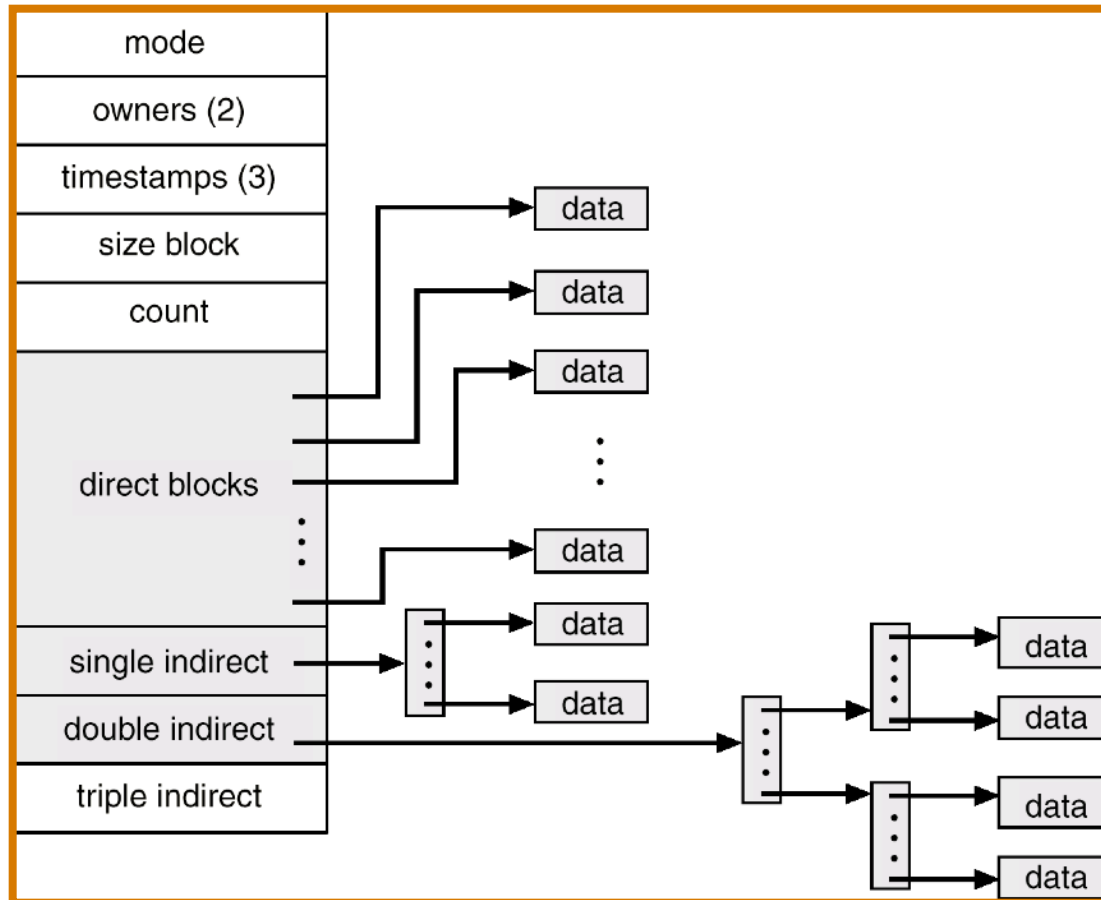 mode
owners (2)
timestamps (3)
size block
count
direct blocks
single indirect
double indirect
triple indirect
data
data
data
data
data
data
data
data
data
data